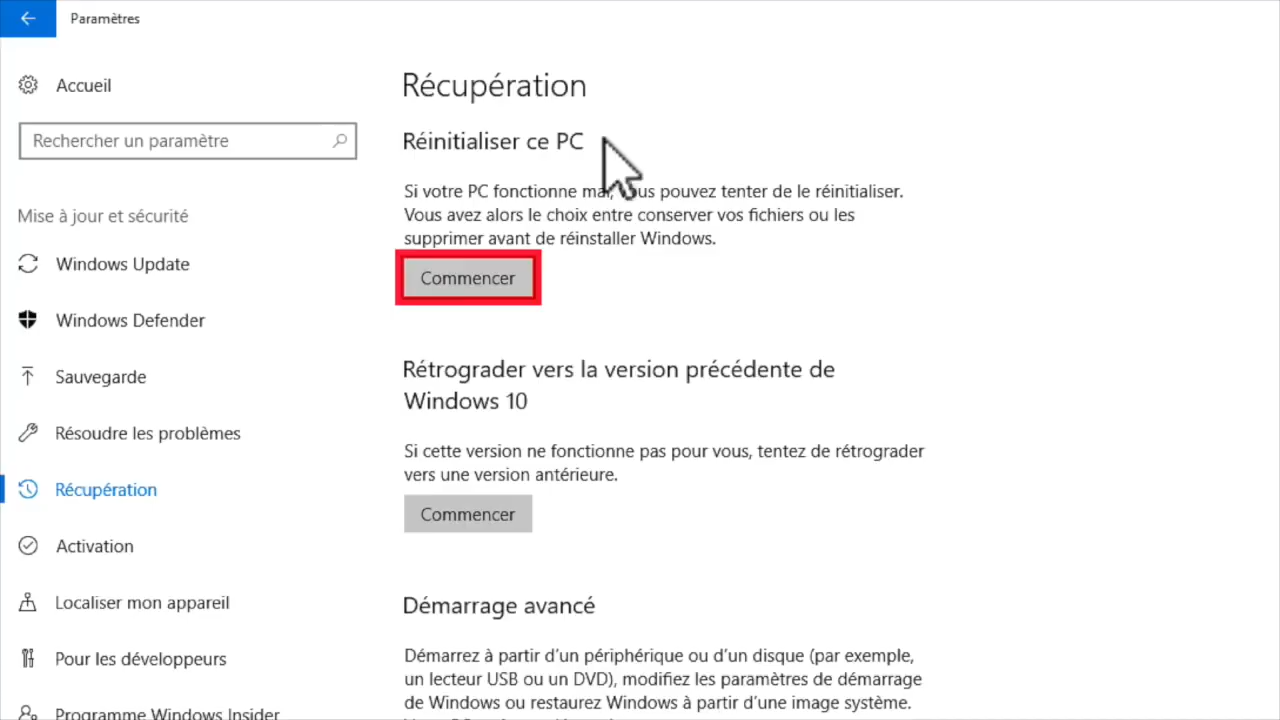 Paramètres
Accueil
Rechercher un paramètre
Mise à jour et sécurité
Windows Update
Windows Defender
Sauvegarde
Résoudre les problèmes
Récupération
Activation
Localiser mon appareil
Pour les développeurs
Programme Windows Insider
Récupération
Réinitialiser ce PC
Si votre PC fonctionne mal, vous pouvez tenter de le réinitialiser.
Vous avez alors le choix entre conserver vos fichiers ou les
supprimer avant de réinstaller Windows.
Commencer
Rétrograder vers la version précédente de
Windows 10
Si cette version ne fonctionne pas pour vous, tentez de rétrograder
vers une version antérieure.
Commencer
Démarrage avancé
Démarrez à partir d'un périphérique ou d'un disque (par exemple,
un lecteur USB ou un DVD), modifiez les paramètres de démarrage
de Windows ou restaurez Windows à partir d'une image système.